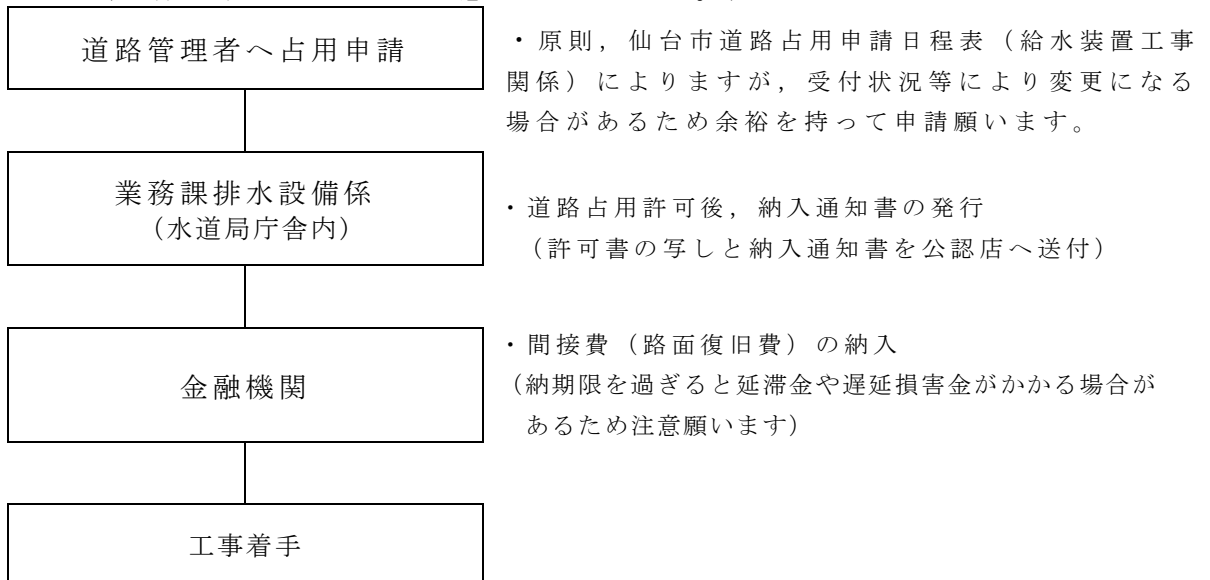 道路管理者へ占用申請
・原則，仙台市道路占用申請日程表（給水装置工事
関係）によりますが，受付状況等により変更になる
場合があるため余裕を持って申請願います。
業務課排水設備係
（水道局庁舎内）
・道路占用許可後，納入通知書の発行
（許可書の写しと納入通知書を公認店へ送付）
金融機関
・間接費（路面復旧費）の納入
（納期限を過ぎると延滞金や遅延損害金がかかる場合が
あるため注意願います）
工事着手